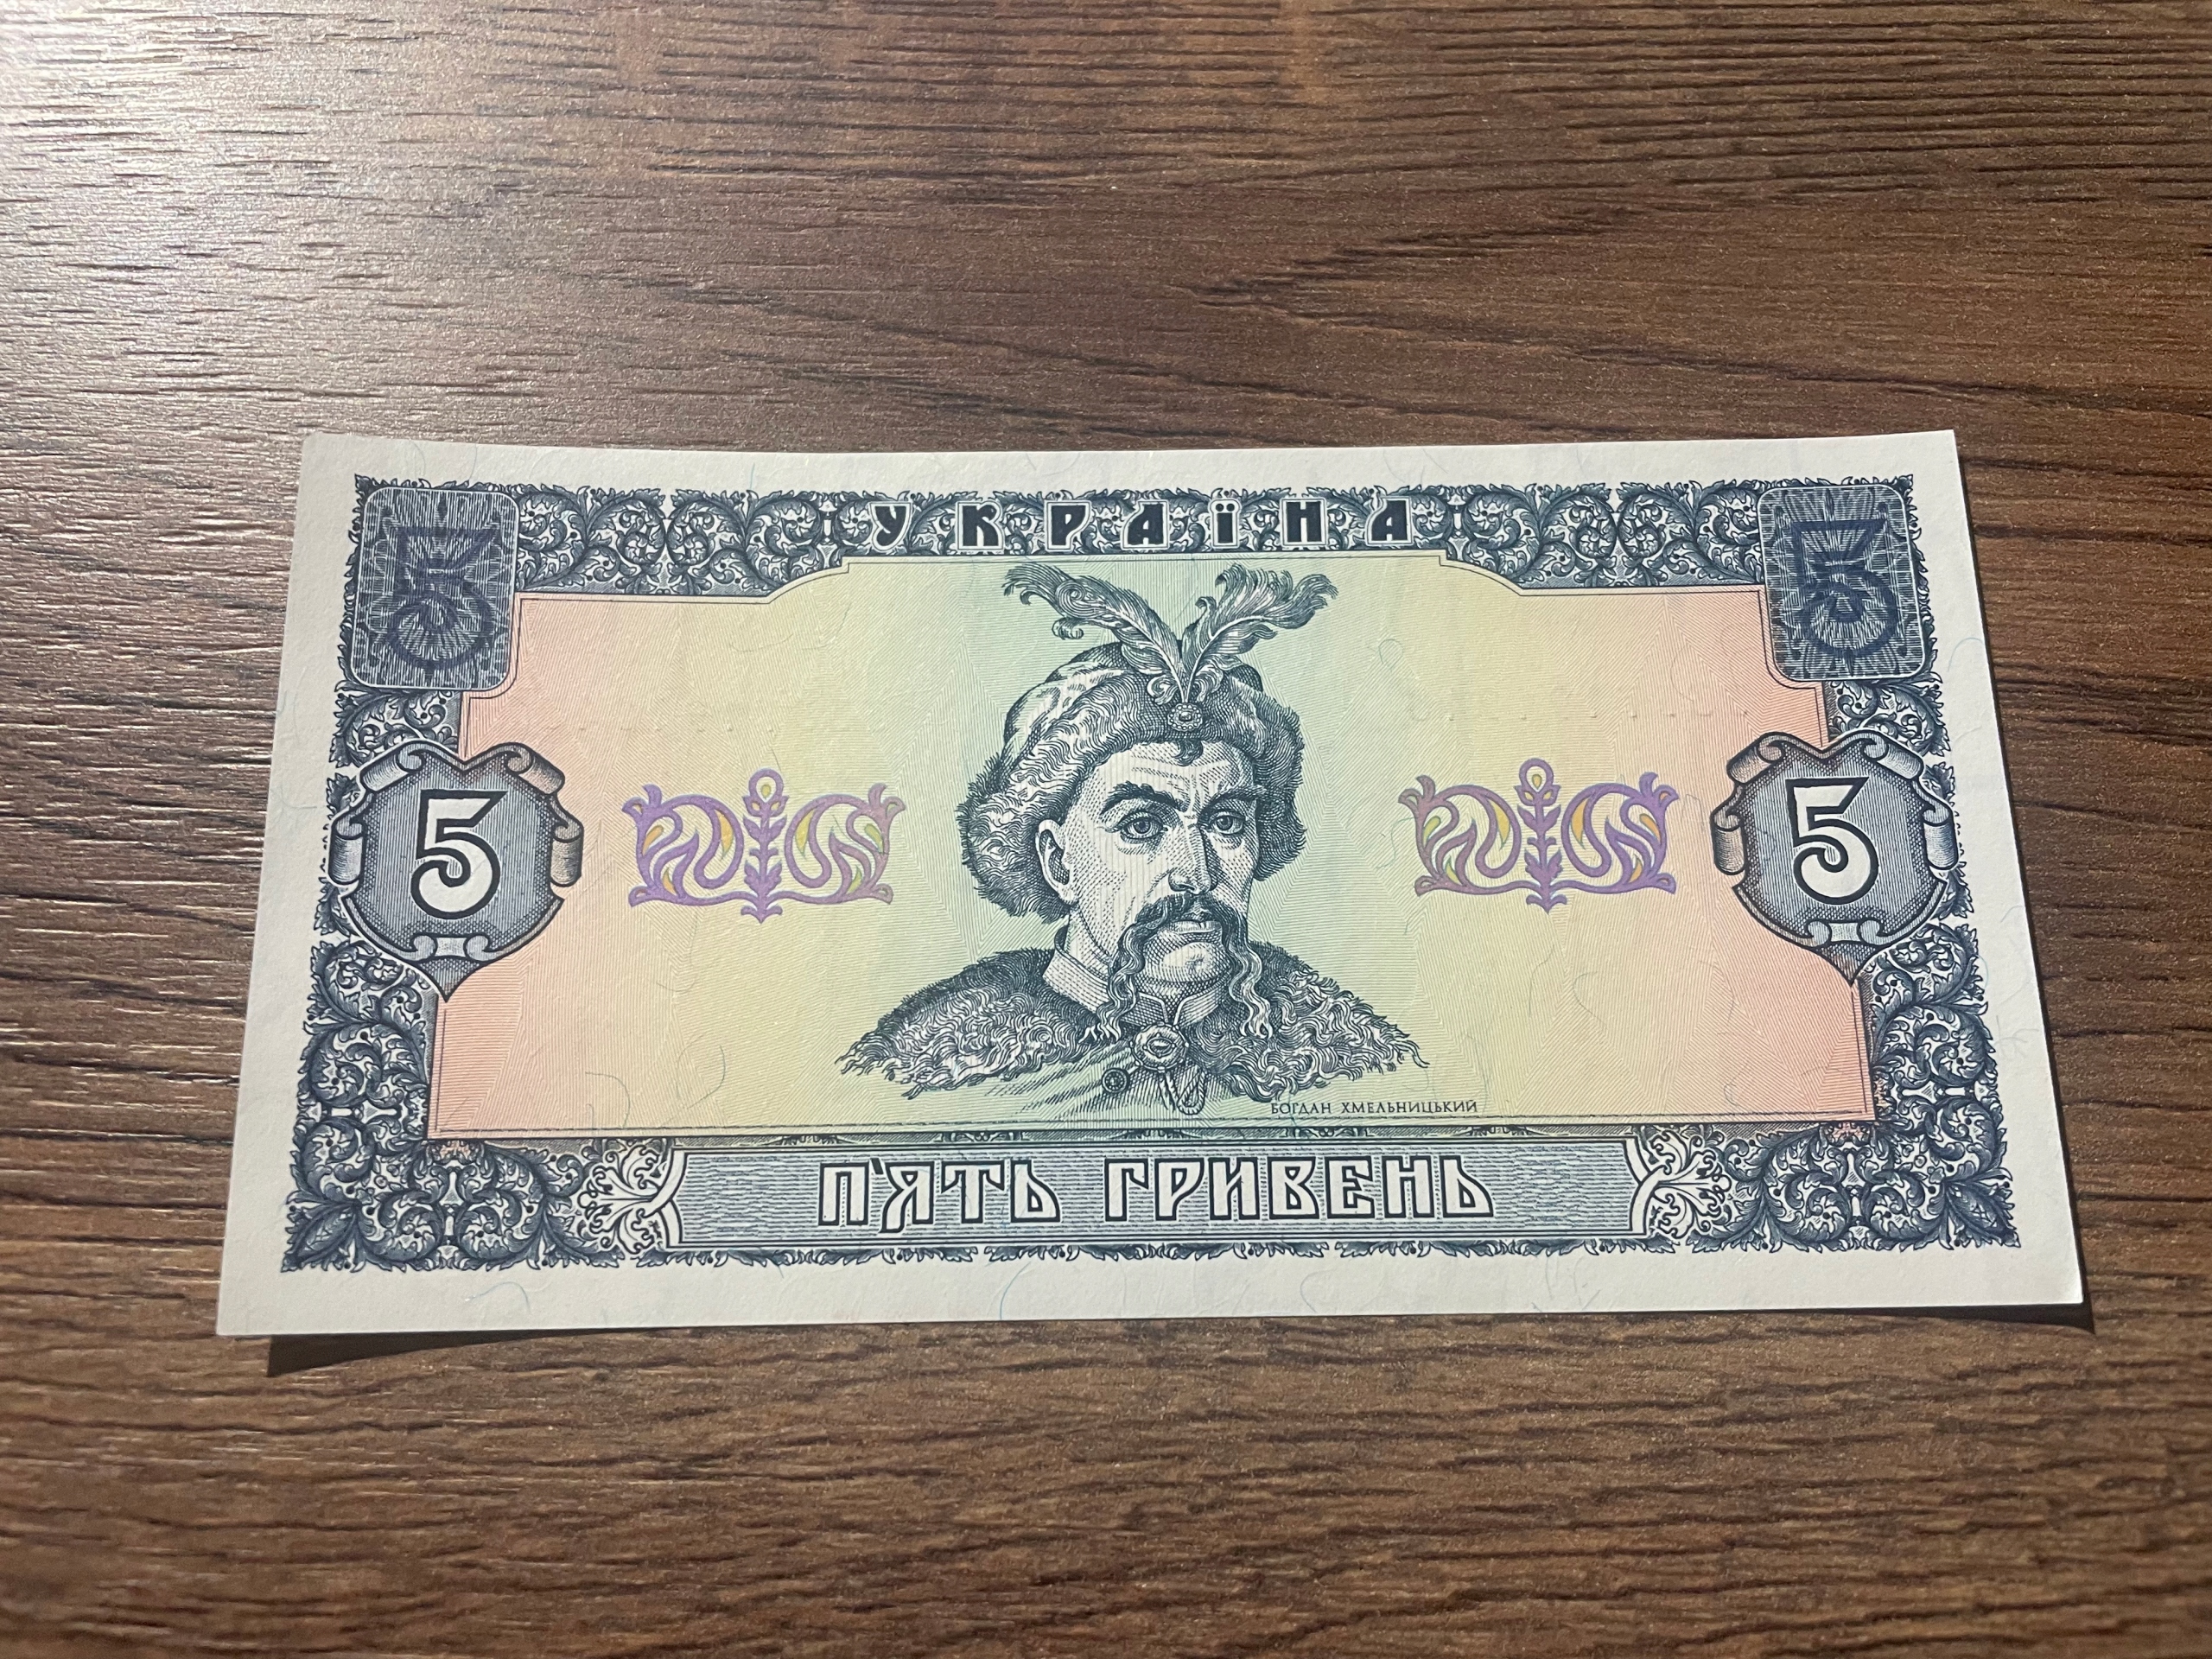 5 УКРАЇНА 5
5 5
БОГДАН ХМЕЛЬНИЦЬКИЙ
П'ЯТЬ ГРИВЕНЬ